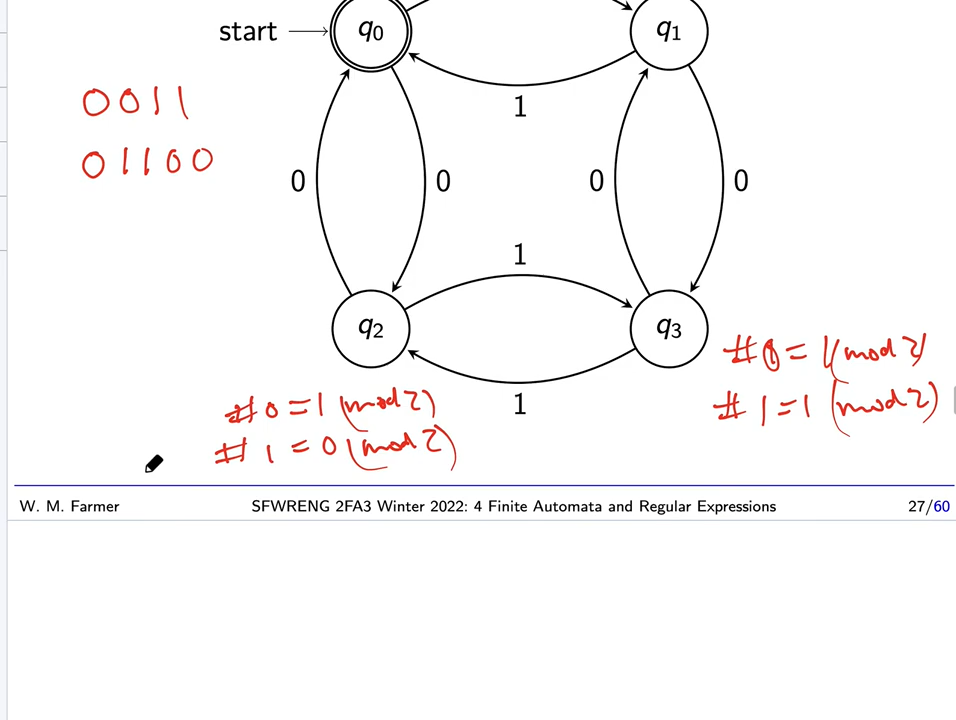 start
q0
q1
0011
1
01100
0
0
0
0
1
q2
q3
#0=1(mod 2)
#1=1(mod 2)
1
#0=1(mod 2)
#1=0(mod 2)
W. M. Farmer
SFWRENG 2FA3 Winter 2022: 4 Finite Automata and Regular Expressions
27/60